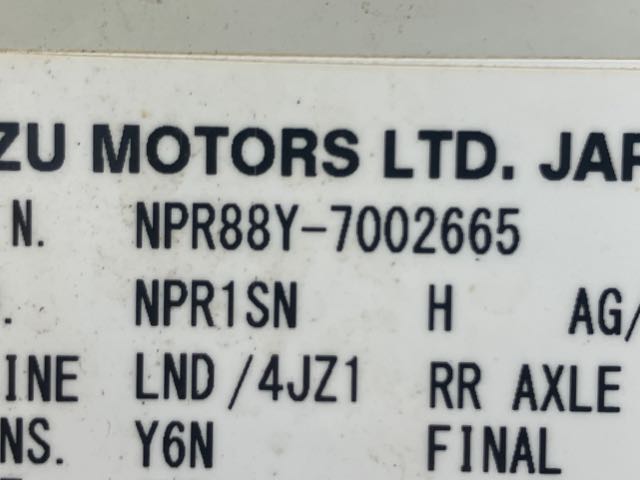 ZU MOTORS LTD. JAP
N. NPR88Y-7002665
. NPR1SN H AG/
INE LND/4JZ1 RR AXLE
NS. Y6N FINAL